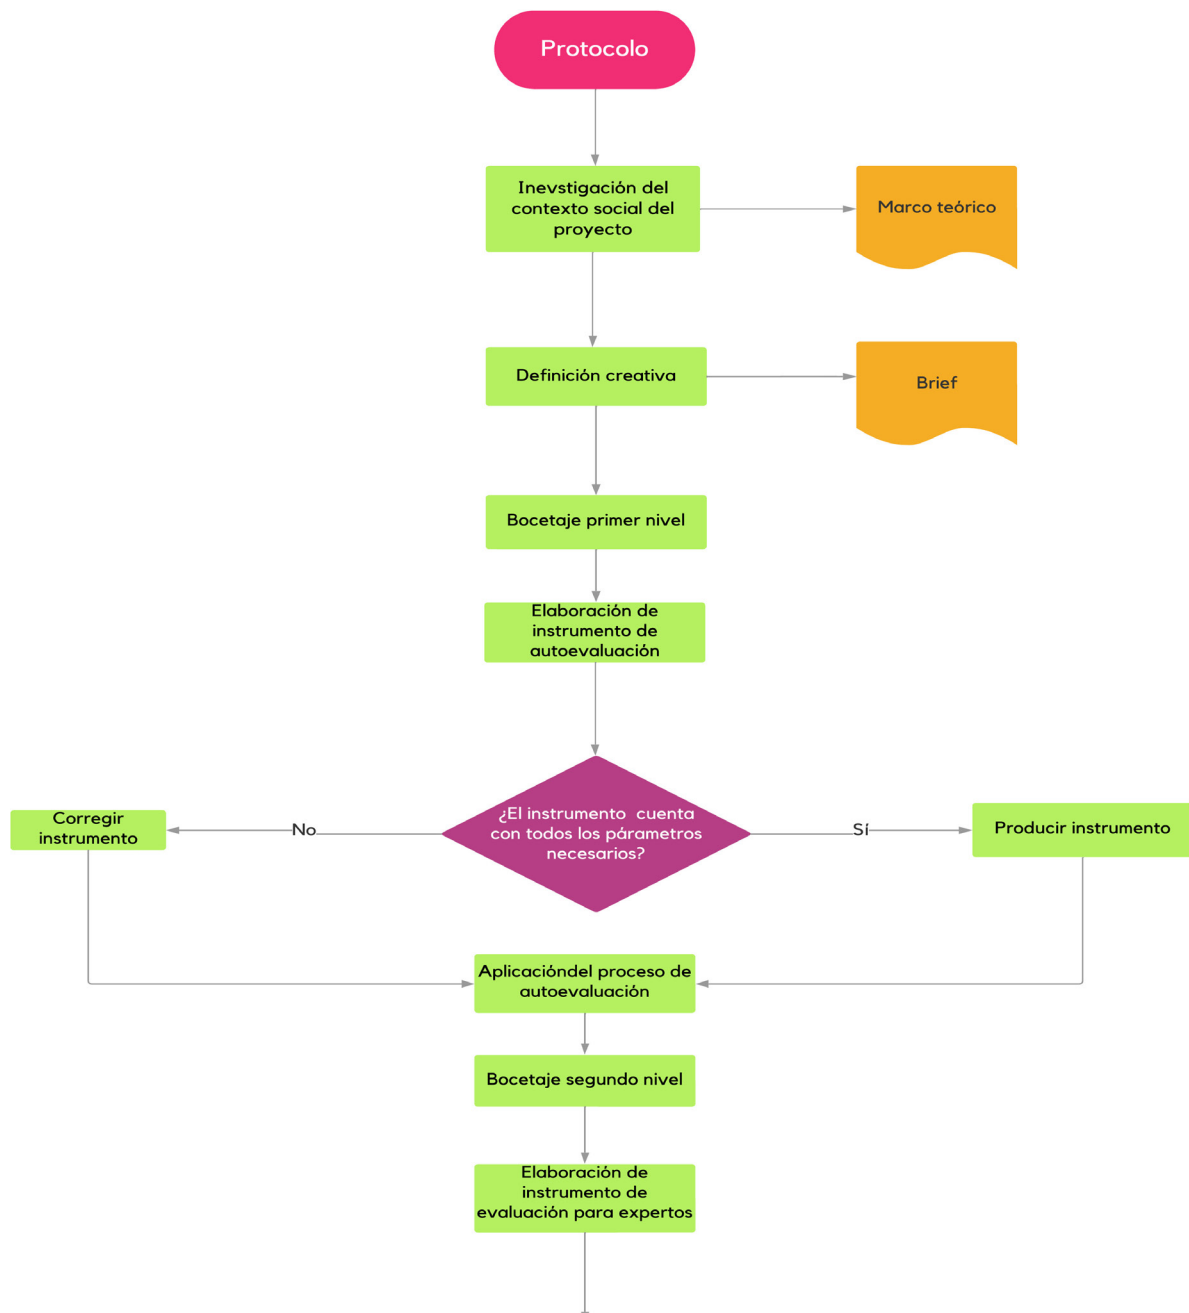 Protocolo
Inevstigación del
contexto social del
proyecto
Marco teórico
Definición creativa
Brief
Bocetaje primer nivel
Elaboración de
instrumento de
autoevaluación
¿El instrumento cuenta
con todos los párametros
necesarios?
No
Sí
Corregir
instrumento
Producir instrumento
Aplicacióndel proceso de
autoevaluación
Bocetaje segundo nivel
Elaboración de
instrumento de
evaluación para expertos